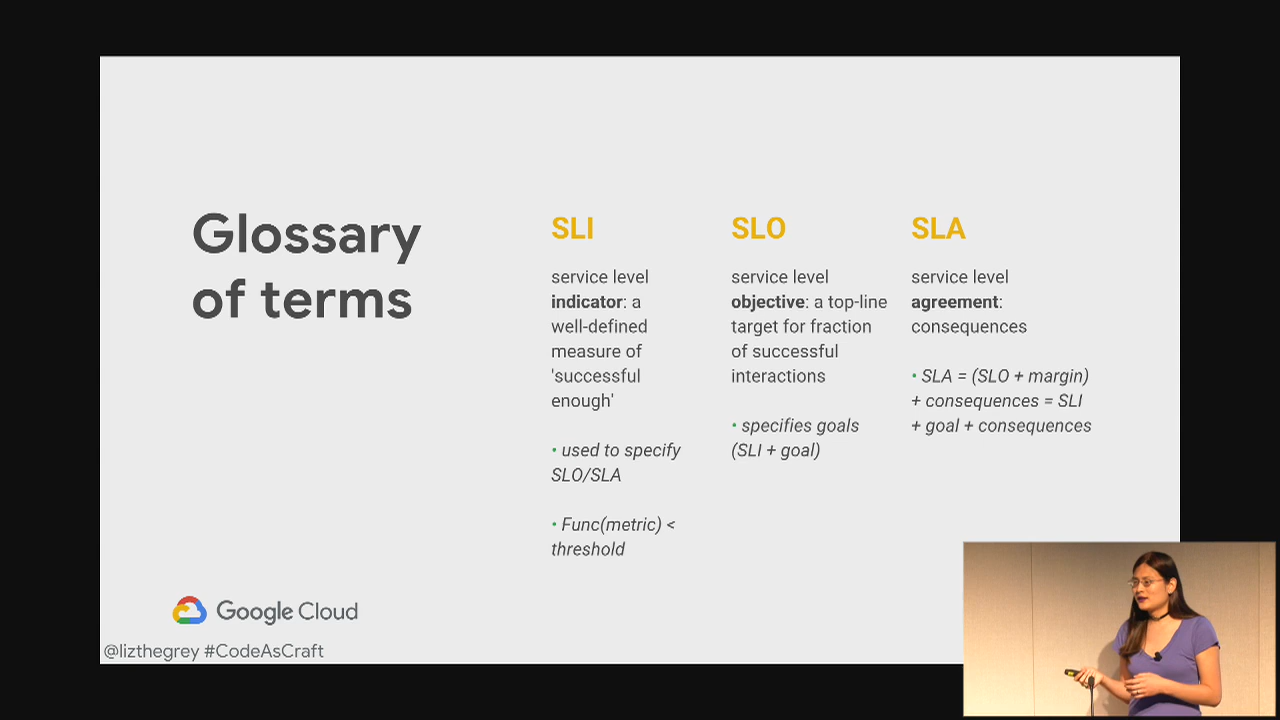 Glossary
of terms
SLI
service level
indicator: a
well-defined
measure of
'successful
enough'
• used to specify
SLO/SLA
• Func(metric) <
threshold
SLO
service level
objective: a top-line
target for fraction
of successful
interactions
• specifies goals
(SLI + goal)
SLA
service level
agreement:
consequences
• SLA = (SLO + margin)
+ consequences = SLI
+ goal + consequences
Google Cloud
@lizthegrey #CodeAsCraft